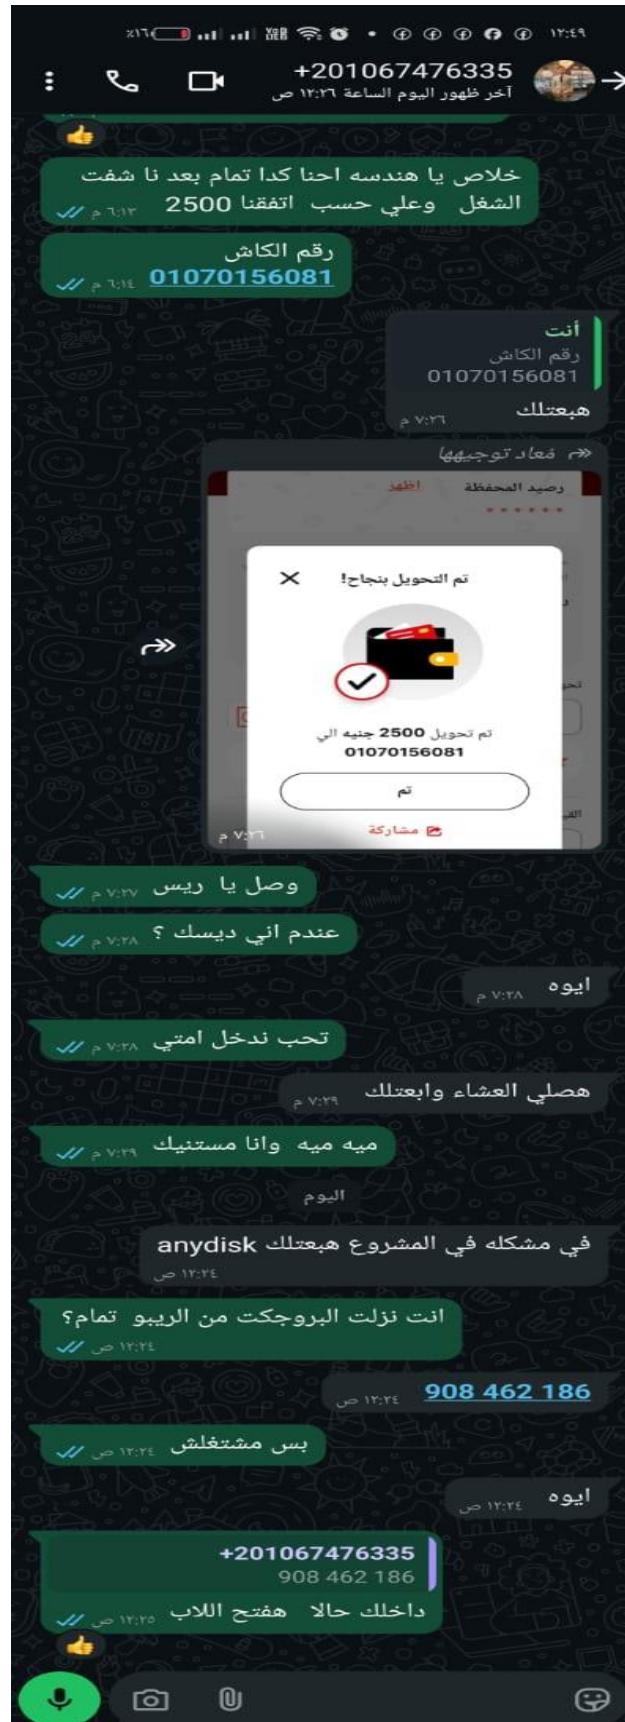 ١٢:٤٩
٪١٦
+201067476335
آخر ظهور اليوم الساعة ١٢:٢٦ ص
خلاص يا هندسه احنا كدا تمام بعد نا شفت
الشغل وعلي حسب اتفقنا 2500
٦:١٣ م
رقم الكاش
01070156081
٦:١٤ م
أنت
رقم الكاش
01070156081
هبعتلك
٧:٢٦ م
مُعاد توجيهها
رصيد المحفظة
اظهر
******
تم التحويل بنجاح!
تم تحويل 2500 جنيه الي
01070156081
تم
مشاركة
٧:٢٦ م
وصل يا ريس
٧:٢٧ م
عندم اني ديسك ؟
٧:٢٨ م
ايوه
٧:٢٨ م
تحب ندخل امتي
٧:٢٨ م
هصلي العشاء وابعتلك
٧:٢٩ م
ميه ميه وانا مستنيك
٧:٢٩ م
اليوم
في مشكله في المشروع هبعتلك anydisk
١٢:٢٤ ص
انت نزلت البروجكت من الريبو تمام؟
١٢:٢٤ ص
908 462 186
١٢:٢٤ ص
بس مشتغلش
١٢:٢٤ ص
ايوه
١٢:٢٤ ص
+201067476335
908 462 186
داخلك حالا هفتح اللاب
١٢:٢٥ ص